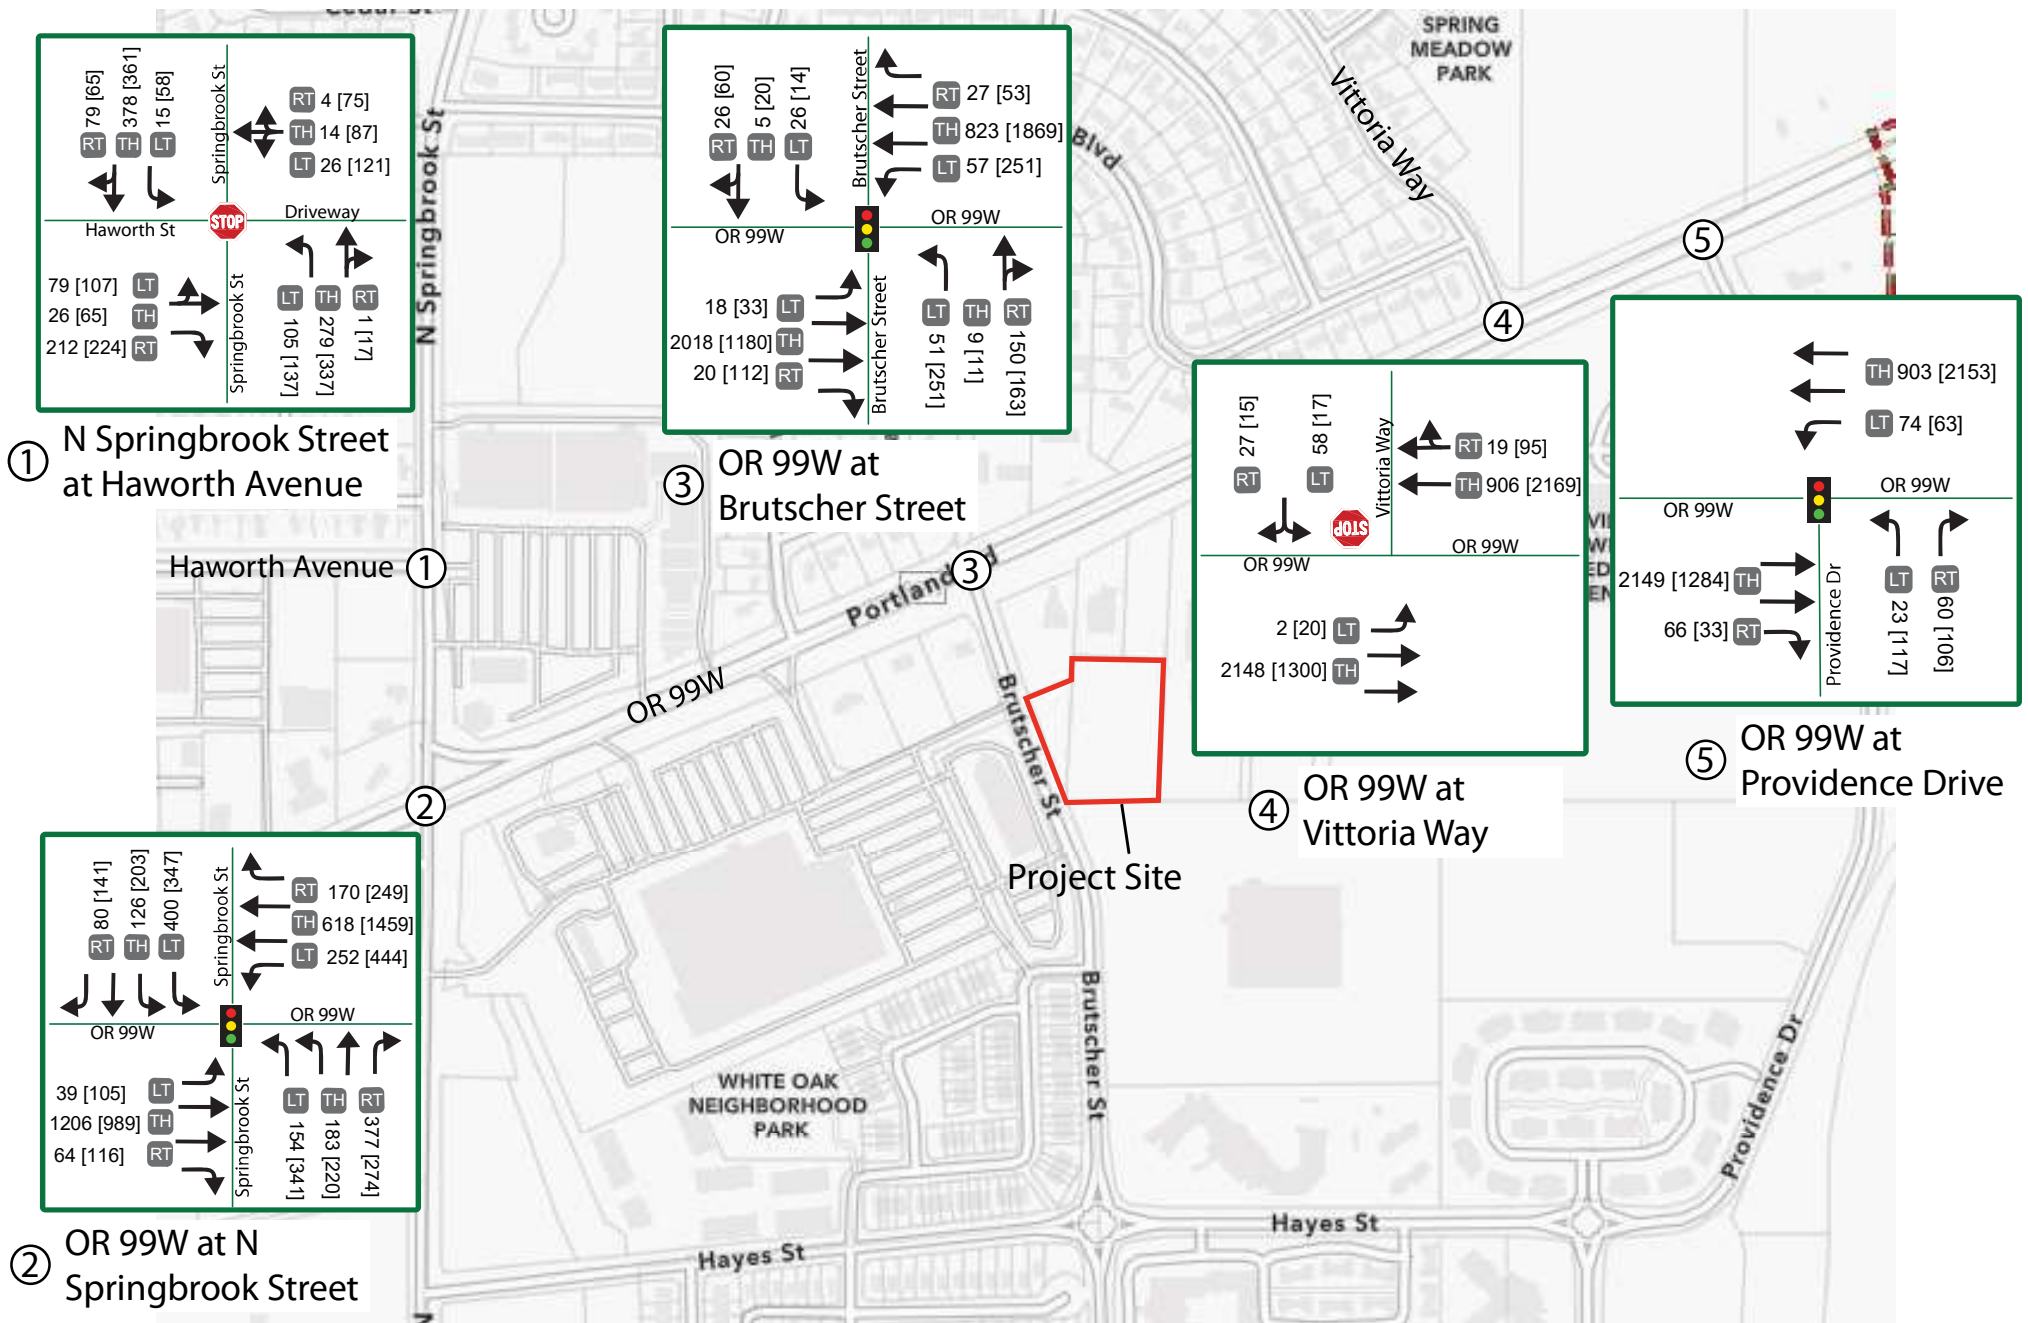 Cedar St
SPRING
MEADOW
PARK
Vittoria Way
Blvd
N Springbrook St
79 [65]
378 [361]
15 [58]
RT
TH
LT
Springbrook St
RT 4 [75]
TH 14 [87]
LT 26 [121]
Haworth St
STOP
Driveway
79 [107] LT
26 [65] TH
212 [224] RT
Springbrook St
LT
TH
RT
105 [137]
279 [337]
1 [17]
1 N Springbrook Street
at Haworth Avenue
26 [60]
5 [20]
26 [14]
RT
TH
LT
Brutscher Street
RT 27 [53]
TH 823 [1869]
LT 57 [251]
OR 99W
OR 99W
18 [33] LT
2018 [1180] TH
20 [112] RT
Brutscher Street
LT
TH
RT
51 [251]
9 [11]
150 [163]
3 OR 99W at
Brutscher Street
5
4
27 [15]
58 [17]
RT
LT
Vittoria Way
RT 19 [95]
TH 906 [2169]
STOP
OR 99W
OR 99W
2 [20] LT
2148 [1300] TH
4 OR 99W at
Vittoria Way
TH 903 [2153]
LT 74 [63]
OR 99W
OR 99W
2149 [1284] TH
66 [33] RT
Providence Dr
LT
RT
23 [117]
60 [106]
5 OR 99W at
Providence Drive
Haworth Avenue 1
3
Portland
OR 99W
Brutscher St
2
Project Site
80 [141]
126 [203]
400 [347]
RT
TH
LT
Springbrook St
RT 170 [249]
TH 618 [1459]
LT 252 [444]
OR 99W
OR 99W
39 [105] LT
1206 [989] TH
64 [116] RT
Springbrook St
LT
TH
RT
154 [341]
183 [220]
377 [274]
2 OR 99W at N
Springbrook Street
WHITE OAK
NEIGHBORHOOD
PARK
Brutscher St
Providence Dr
Hayes St
Hayes St
N